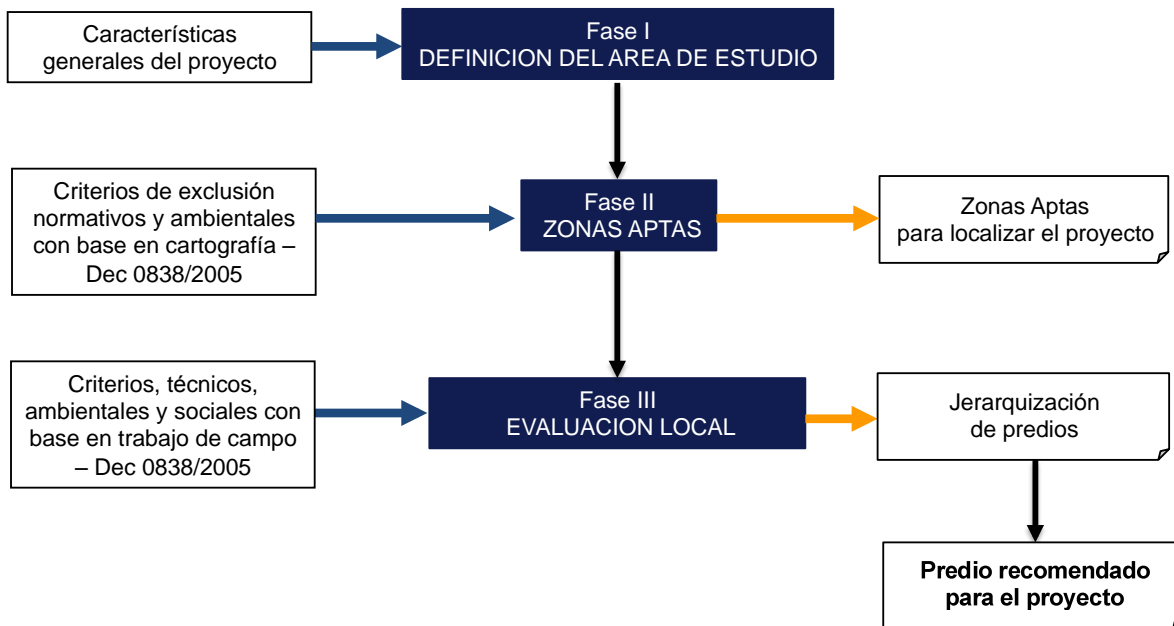 Características
generales del proyecto
Fase I
DEFINICION DEL AREA DE ESTUDIO
Criterios de exclusión
normativos y ambientales
con base en cartografía –
Dec 0838/2005
Fase II
ZONAS APTAS
Zonas Aptas
para localizar el proyecto
Criterios, técnicos,
ambientales y sociales con
base en trabajo de campo
– Dec 0838/2005
Fase III
EVALUACION LOCAL
Jerarquización
de predios
Predio recomendado
para el proyecto